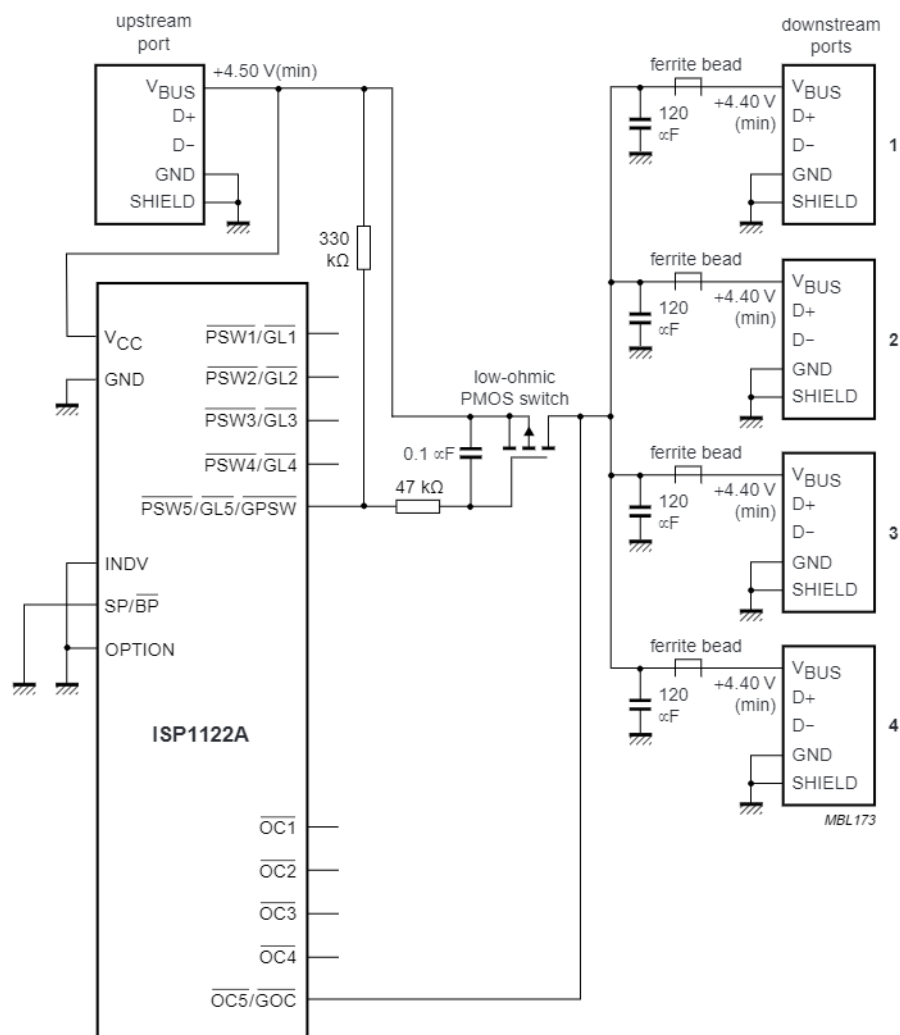 upstream
port
+4.50 V(min)
VBUS
D+
D−
GND
SHIELD
330
kΩ
VCC
GND
PSW1/GL1
PSW2/GL2
PSW3/GL3
PSW4/GL4
PSW5/GL5/GPSW
INDV
SP/BP
OPTION
ISP1122A
OC1
OC2
OC3
OC4
OC5/GOC
low-ohmic
PMOS switch
0.1 ∝F
47 kΩ
downstream
ports
ferrite bead
120
∝F
+4.40 V
(min)
VBUS
D+
D−
GND
SHIELD
1
ferrite bead
120
∝F
+4.40 V
(min)
VBUS
D+
D−
GND
SHIELD
2
ferrite bead
120
∝F
+4.40 V
(min)
VBUS
D+
D−
GND
SHIELD
3
ferrite bead
120
∝F
+4.40 V
(min)
VBUS
D+
D−
GND
SHIELD
4
MBL173